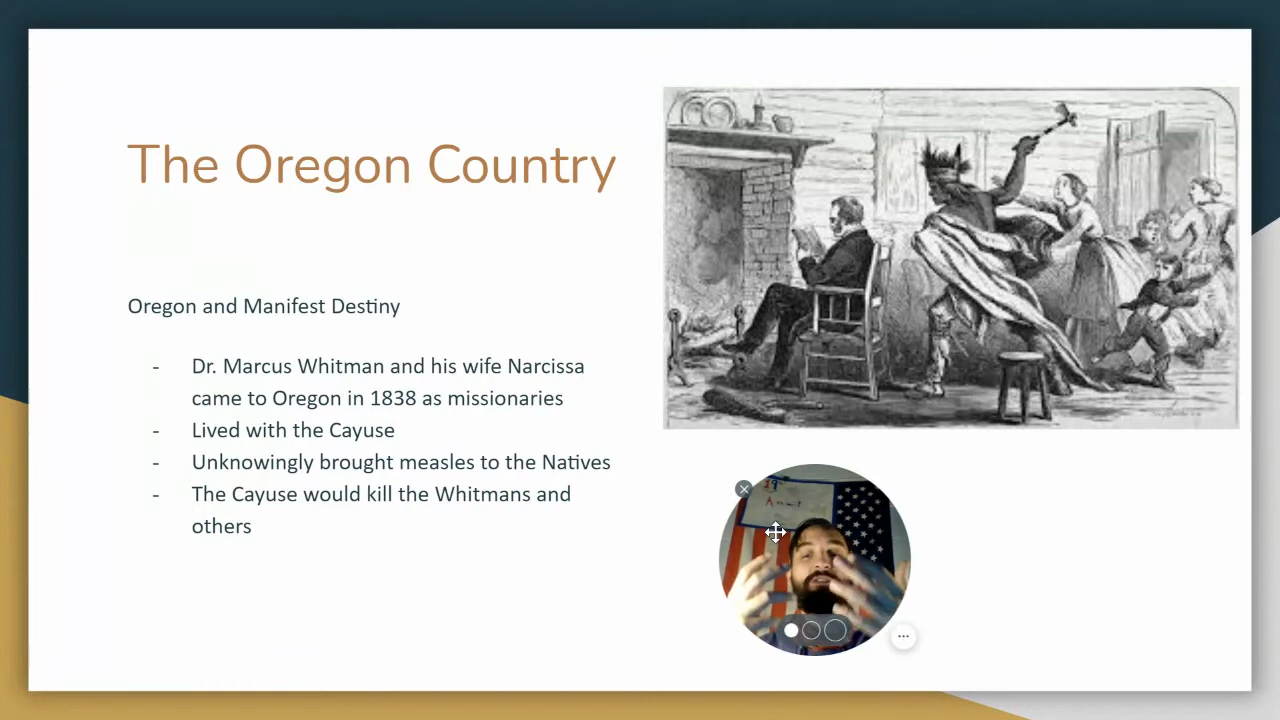 The Oregon Country
Oregon and Manifest Destiny
- Dr. Marcus Whitman and his wife Narcissa
came to Oregon in 1838 as missionaries
- Lived with the Cayuse
- Unknowingly brought measles to the Natives
- The Cayuse would kill the Whitmans and
others